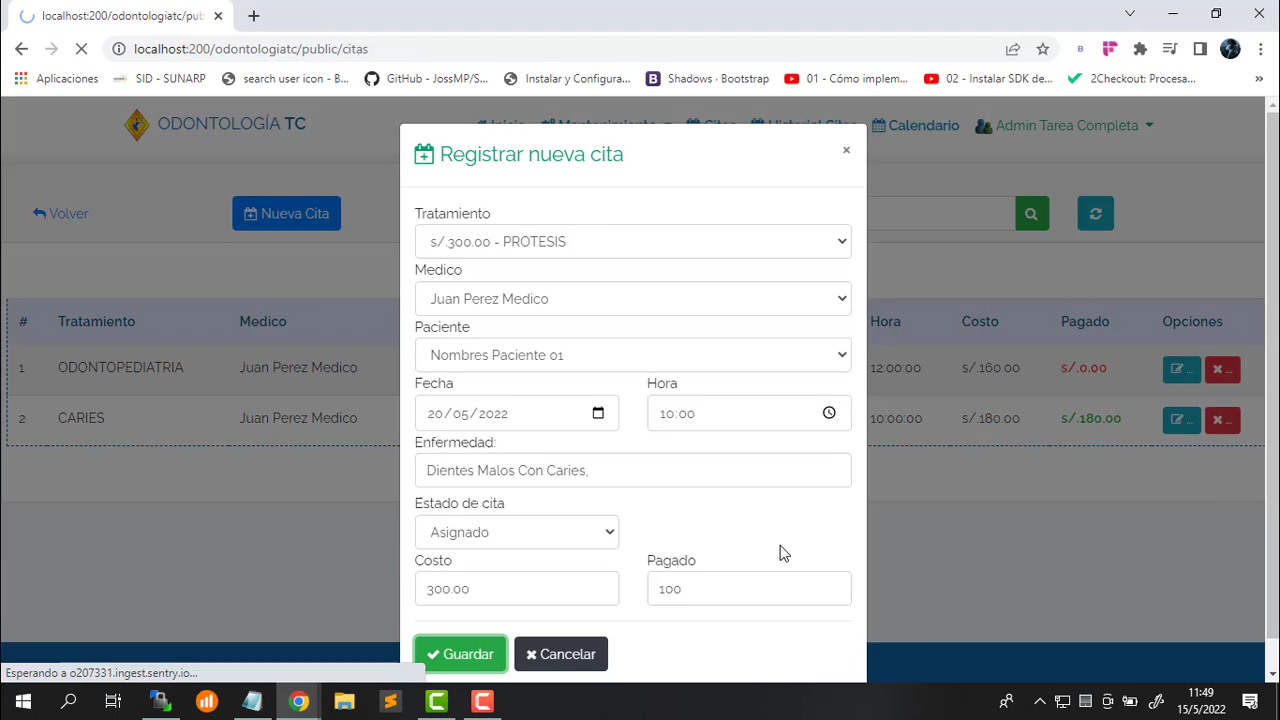 localhost:200/odontologiatc/pub
localhost:200/odontologiatc/public/citas
Aplicaciones
SID - SUNARP
search user icon - B...
GitHub - JossMP/S...
Instalar y Configura...
Shadows · Bootstrap
01 - Cómo implem...
02 - Instalar SDK de...
2Checkout: Procesa...
»
ODONTOLOGÍA TC
Inicio
Mantenimiento
Citas
Historial Citas
Calendario
Admin Tarea Completa
Registrar nueva cita
×
Volver
Nueva Cita
Tratamiento
s/.300.00 - PROTESIS
Medico
Juan Perez Medico
Paciente
Nombres Paciente 01
Fecha
Hora
20/05/2022
10:00
Enfermedad:
Dientes Malos Con Caries,
Estado de cita
Asignado
Costo
Pagado
300.00
100
Guardar
Cancelar
# Tratamiento Medico Hora Costo Pagado Opciones
1 ODONTOPEDIATRIA Juan Perez Medico 12:00:00 s/.160.00 s/.0.00 ... ...
2 CARIES Juan Perez Medico 10:00:00 s/.180.00 s/.180.00 ... ...
Esperando a o207331.ingest.sentry.io...
11:49
15/5/2022